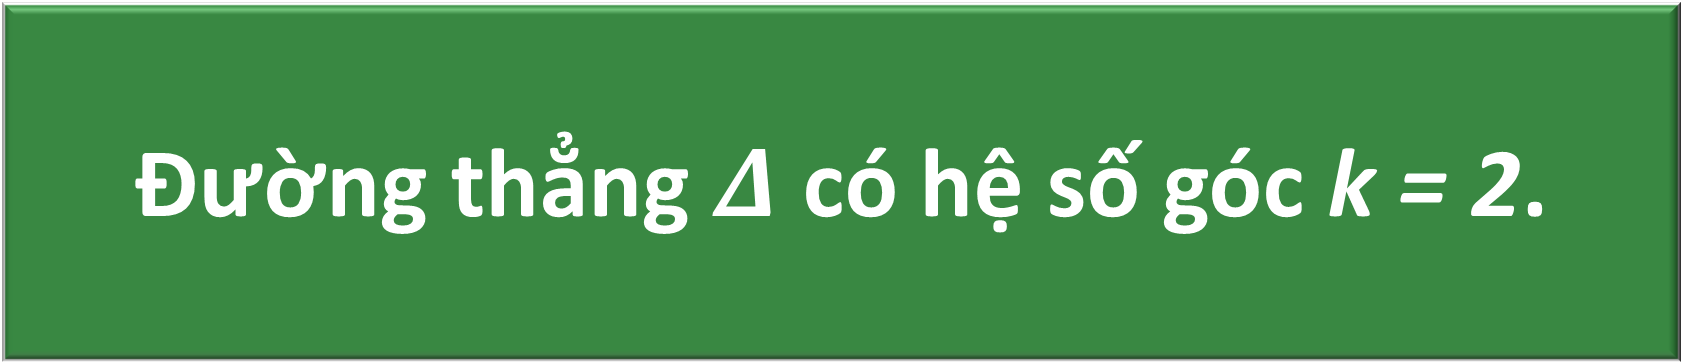 Đường thẳng Δ có hệ số góc k = 2.